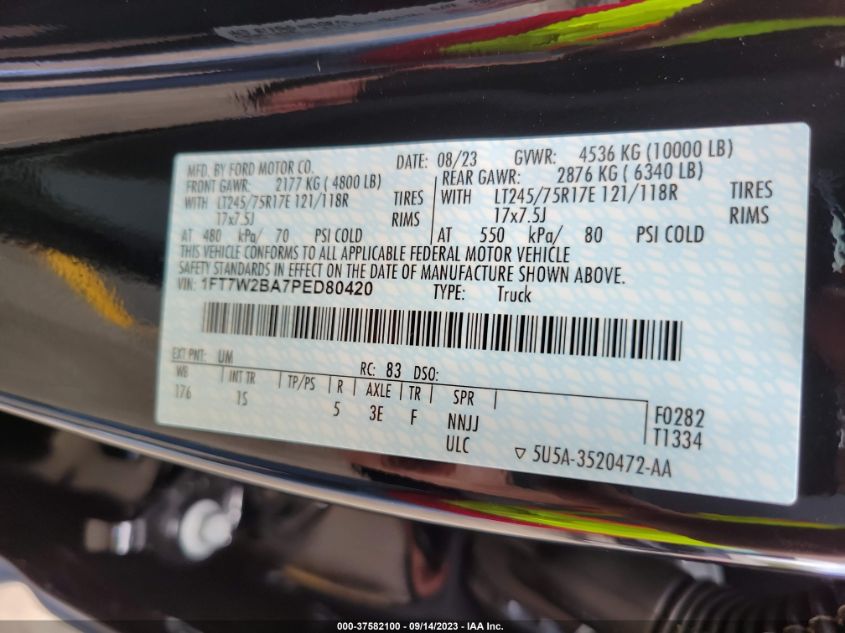 MFD. BY FORD MOTOR CO.
DATE: 08/23 GVWR: 4536 KG (10000 LB)
FRONT GAWR: 2177 KG ( 4800 LB) REAR GAWR: 2876 KG ( 6340 LB)
WITH LT245/75R17E 121/118R TIRES WITH LT245/75R17E 121/118R TIRES
17x7.5J RIMS 17x7.5J RIMS
AT 480 kPa/ 70 PSI COLD AT 550 kPa/ 80 PSI COLD
THIS VEHICLE CONFORMS TO ALL APPLICABLE FEDERAL MOTOR VEHICLE
SAFETY STANDARDS IN EFFECT ON THE DATE OF MANUFACTURE SHOWN ABOVE.
VIN: 1FT7W2BA7PED80420 TYPE: Truck
EXT PNT: UM RC: 83 DSO:
WB INT TR TP/PS R AXLE TR SPR
176 1S 5 3E F NNJJ F0282
ULC T1334
▽ 5U5A-3520472-AA
000-37582100 - 09/14/2023 - IAA Inc.